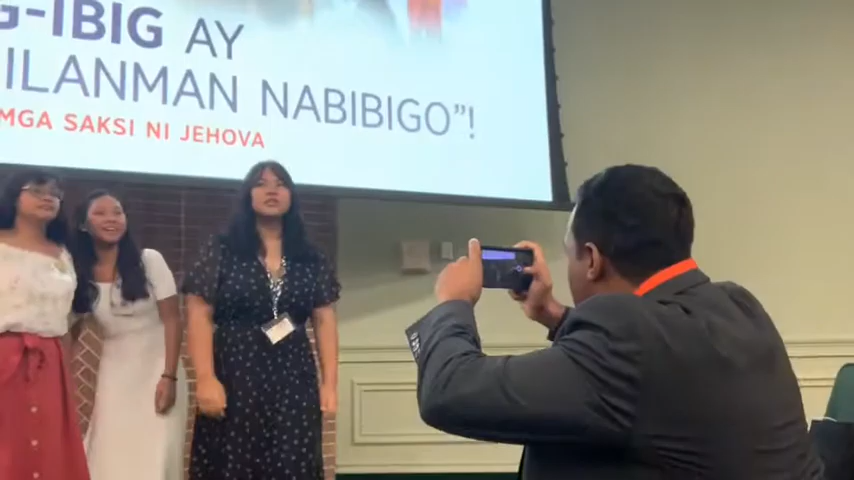 G-IBIG AY
ILANMAN NABIBIGO”!
MGA SAKSI NI JEHOVA